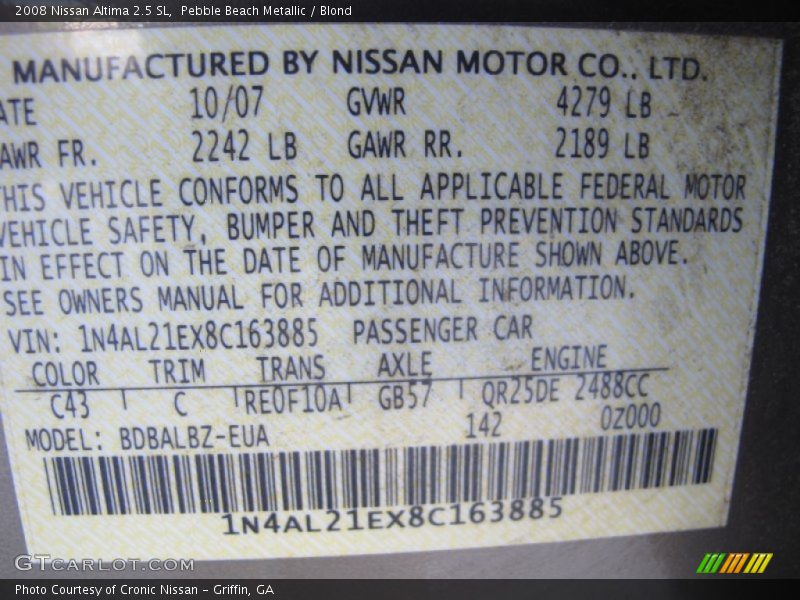 2008 Nissan Altima 2.5 SL, Pebble Beach Metallic / Blond
MANUFACTURED BY NISSAN MOTOR CO., LTD.
ATE 10/07 GVWR 4279 LB
AWR FR. 2242 LB GAWR RR. 2189 LB
THIS VEHICLE CONFORMS TO ALL APPLICABLE FEDERAL MOTOR
VEHICLE SAFETY, BUMPER AND THEFT PREVENTION STANDARDS
IN EFFECT ON THE DATE OF MANUFACTURE SHOWN ABOVE.
SEE OWNERS MANUAL FOR ADDITIONAL INFORMATION.
VIN: 1N4AL21EX8C163885 PASSENGER CAR
COLOR TRIM TRANS AXLE ENGINE
C43 C RE0F10A GB57 QR25DE 2488CC
MODEL: BDBALBZ-EUA 142 0Z000
1N4AL21EX8C163885
GTCARLOT.COM
Photo Courtesy of Cronic Nissan – Griffin, GA